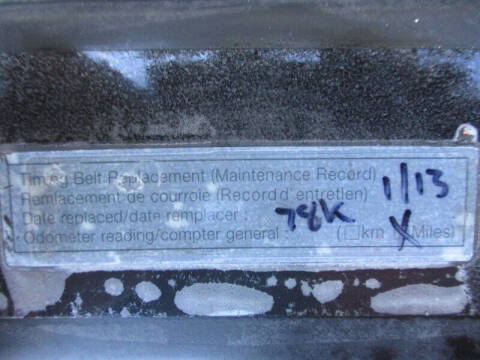 Timing Belt Replacement (Maintenance Record)
Remlacement de courroie (Record d' entretien) 1/13
Date replaced/date remplacer : 78K
Odometer reading/compter general : (☐km X Miles)